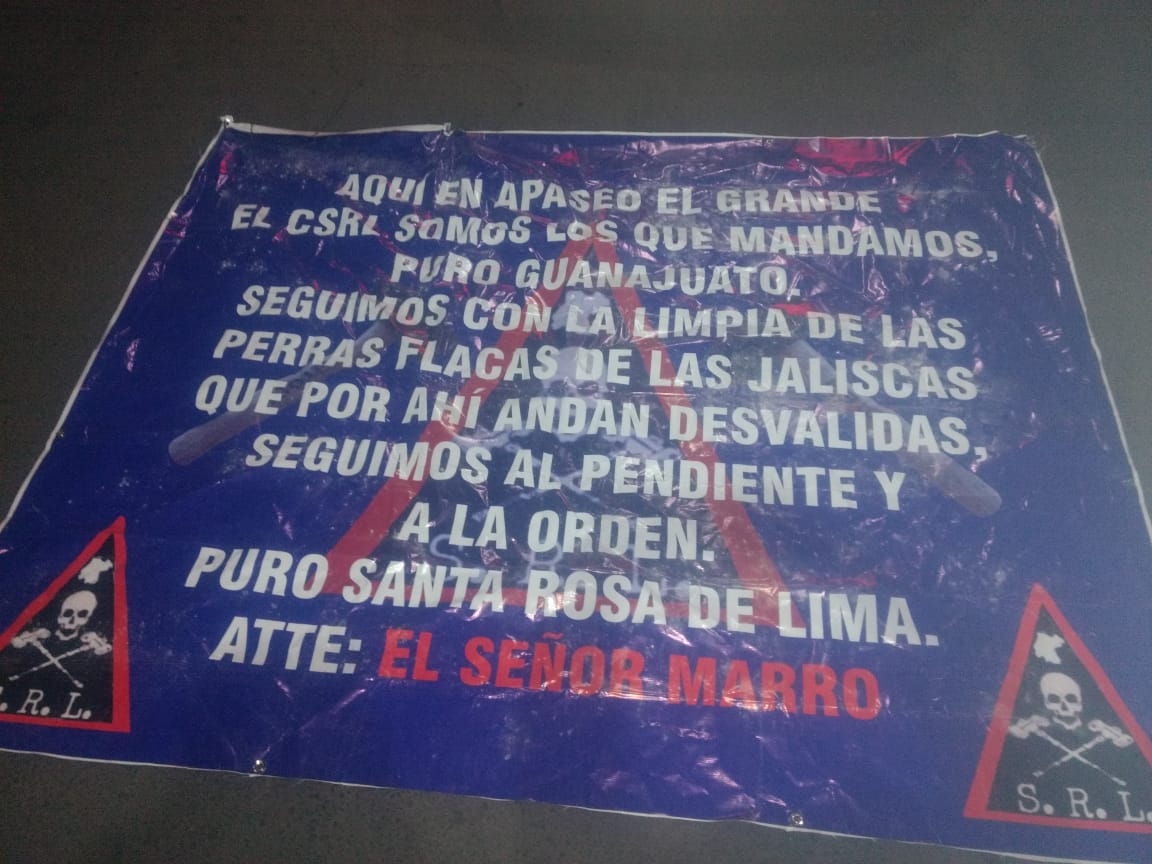 AQUI EN APASEO EL GRANDE
EL CSRL SOMOS LOS QUE MANDAMOS,
PURO GUANAJUATO.
SEGUIMOS CON LA LIMPIA DE LAS
PERRAS FLACAS DE LAS JALISCAS
QUE POR AHÍ ANDAN DESVALIDAS,
SEGUIMOS AL PENDIENTE Y
A LA ORDEN.
PURO SANTA ROSA DE LIMA.
ATTE: EL SEÑOR MARRO
. R. L.
S. R. L.